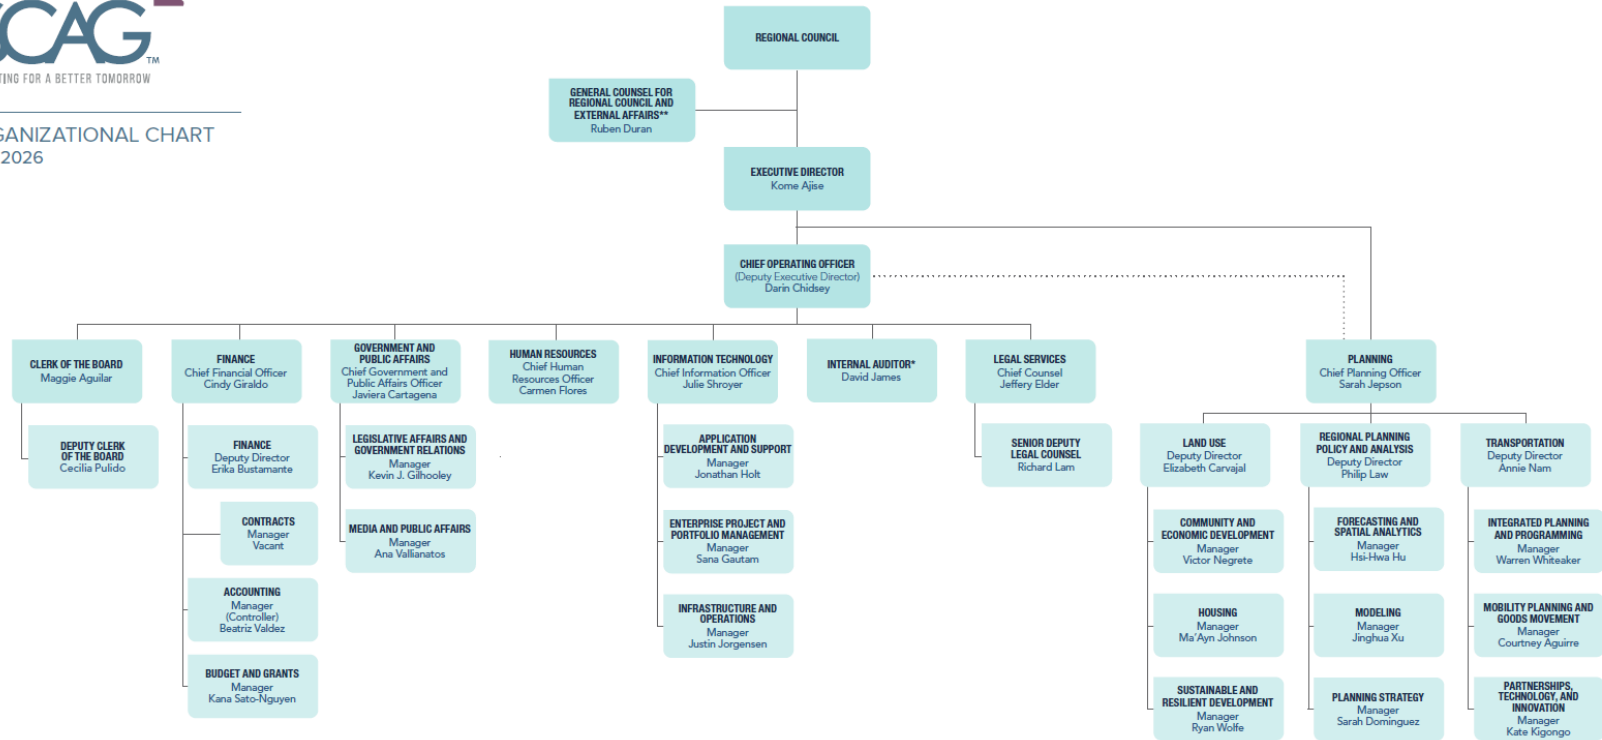 CAG
TM
TING FOR A BETTER TOMORROW
GANIZATIONAL CHART
2026
REGIONAL COUNCIL
GENERAL COUNSEL FOR
REGIONAL COUNCIL AND
EXTERNAL AFFAIRS**
Ruben Duran
EXECUTIVE DIRECTOR
Kome Ajise
CHIEF OPERATING OFFICER
(Deputy Executive Director)
Darin Chidsey
CLERK OF THE BOARD
Maggie Aguilar
DEPUTY CLERK
OF THE BOARD
Cecilia Pulido
FINANCE
Chief Financial Officer
Cindy Giraldo
FINANCE
Deputy Director
Erika Bustamante
CONTRACTS
Manager
Vacant
ACCOUNTING
Manager
(Controller)
Beatriz Valdez
BUDGET AND GRANTS
Manager
Kana Sato-Nguyen
GOVERNMENT AND
PUBLIC AFFAIRS
Chief Government and
Public Affairs Officer
Javiera Cartagena
LEGISLATIVE AFFAIRS AND
GOVERNMENT RELATIONS
Manager
Kevin J. Gilhooley
MEDIA AND PUBLIC AFFAIRS
Manager
Ana Vallianatos
HUMAN RESOURCES
Chief Human
Resources Officer
Carmen Flores
INFORMATION TECHNOLOGY
Chief Information Officer
Julie Shroyer
APPLICATION
DEVELOPMENT AND SUPPORT
Manager
Jonathan Holt
ENTERPRISE PROJECT AND
PORTFOLIO MANAGEMENT
Manager
Sana Gautam
INFRASTRUCTURE AND
OPERATIONS
Manager
Justin Jorgensen
INTERNAL AUDITOR*
David James
LEGAL SERVICES
Chief Counsel
Jeffery Elder
SENIOR DEPUTY
LEGAL COUNSEL
Richard Lam
PLANNING
Chief Planning Officer
Sarah Jepson
LAND USE
Deputy Director
Elizabeth Carvajal
COMMUNITY AND
ECONOMIC DEVELOPMENT
Manager
Victor Negrete
HOUSING
Manager
Ma'Ayn Johnson
SUSTAINABLE AND
RESILIENT DEVELOPMENT
Manager
Ryan Wolfe
REGIONAL PLANNING
POLICY AND ANALYSIS
Deputy Director
Philip Law
FORECASTING AND
SPATIAL ANALYTICS
Manager
Hsi-Hwa Hu
MODELING
Manager
Jinghua Xu
PLANNING STRATEGY
Manager
Sarah Dominguez
TRANSPORTATION
Deputy Director
Annie Nam
INTEGRATED PLANNING
AND PROGRAMMING
Manager
Warren Whiteaker
MOBILITY PLANNING AND
GOODS MOVEMENT
Manager
Courtney Aguirre
PARTNERSHIPS,
TECHNOLOGY, AND
INNOVATION
Manager
Kate Kigongo